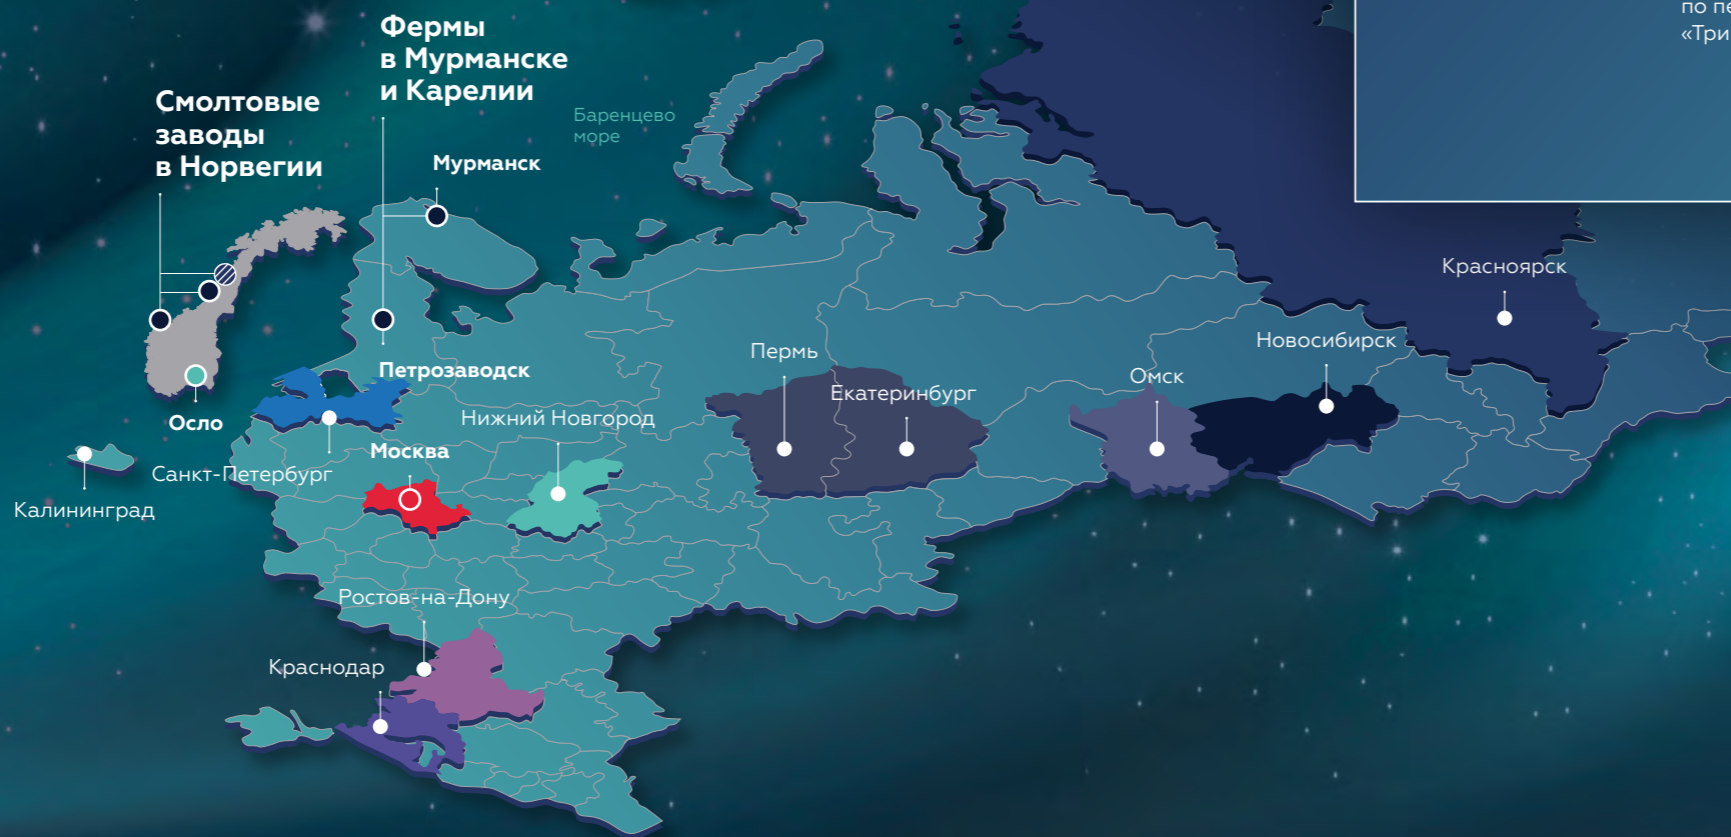 Фермы
в Мурманске
и Карелии
по
«Три
Смолтовые
заводы
в Норвегии
Баренцево
море
Мурманск
Красноярск
Новосибирск
Пермь
Петрозаводск
Омск
Екатеринбург
Осло
Нижний Новгород
Москва
Санкт-Петербург
Калининград
Ростов-на-Дону
Краснодар